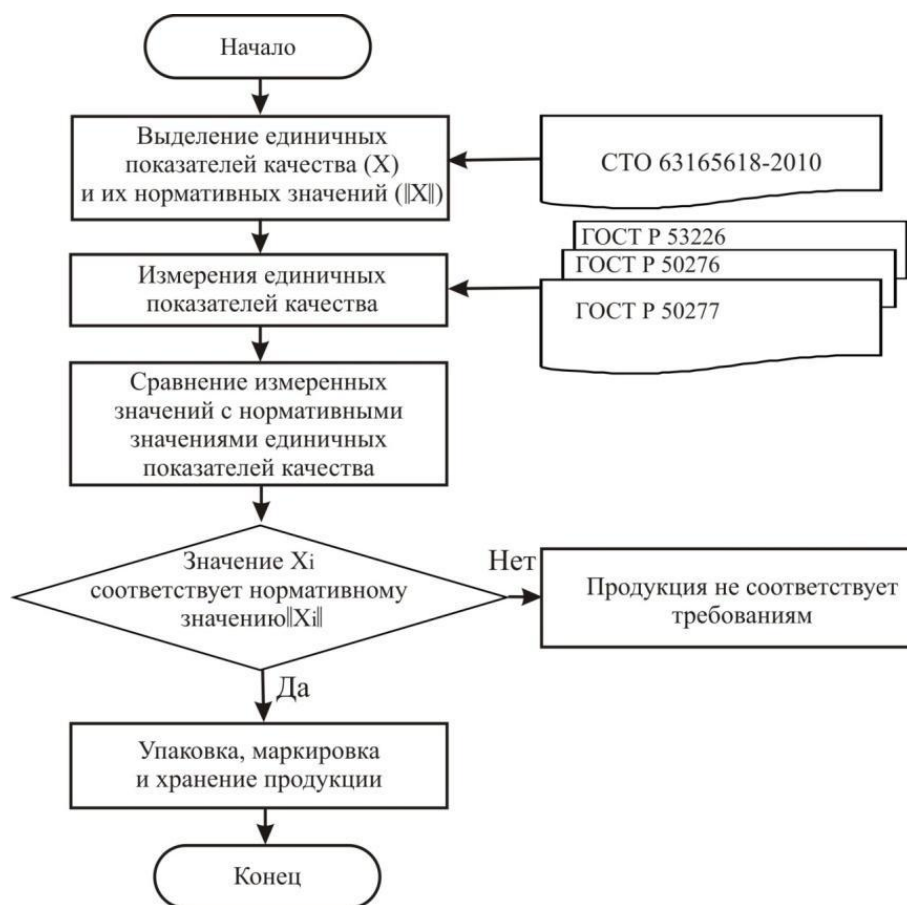 Начало
Выделение единичных
показателей качества (X)
и их нормативных значений (‖X‖)
СТО 63165618-2010
Измерения единичных
показателей качества
ГОСТ Р 53226
ГОСТ Р 50276
ГОСТ Р 50277
Сравнение измеренных
значений с нормативными
значениями единичных
показателей качества
Значение Xi
соответствует нормативному
значению‖Xi‖
Нет
Продукция не соответствует
требованиям
Да
Упаковка, маркировка
и хранение продукции
Конец